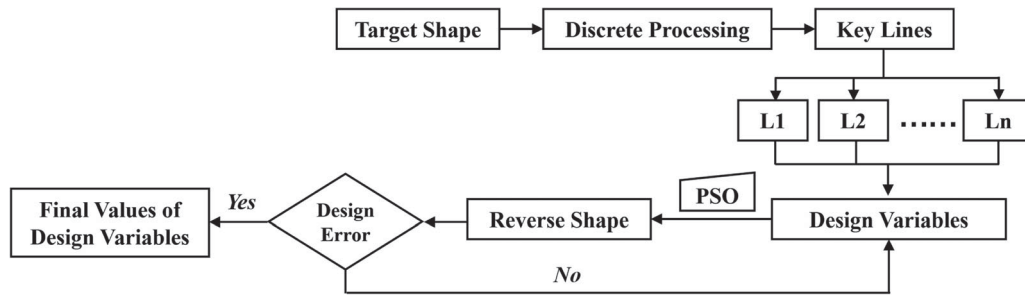 Target Shape
Discrete Processing
Key Lines
L1
L2
……
Ln
Design Variables
PSO
Reverse Shape
Design
Error
Yes
Final Values of
Design Variables
No